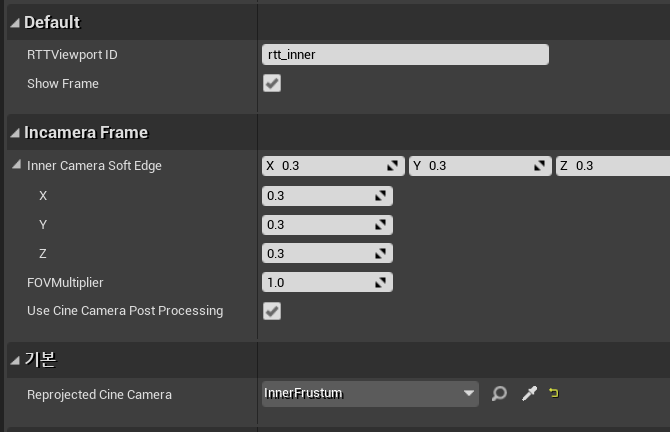 Default
RTTViewport ID rtt_inner
Show Frame
Incamera Frame
Inner Camera Soft Edge X 0.3 Y 0.3 Z 0.3
X 0.3
Y 0.3
Z 0.3
FOVMultiplier 1.0
Use Cine Camera Post Processing
기본
Reprojected Cine Camera InnerFrustum